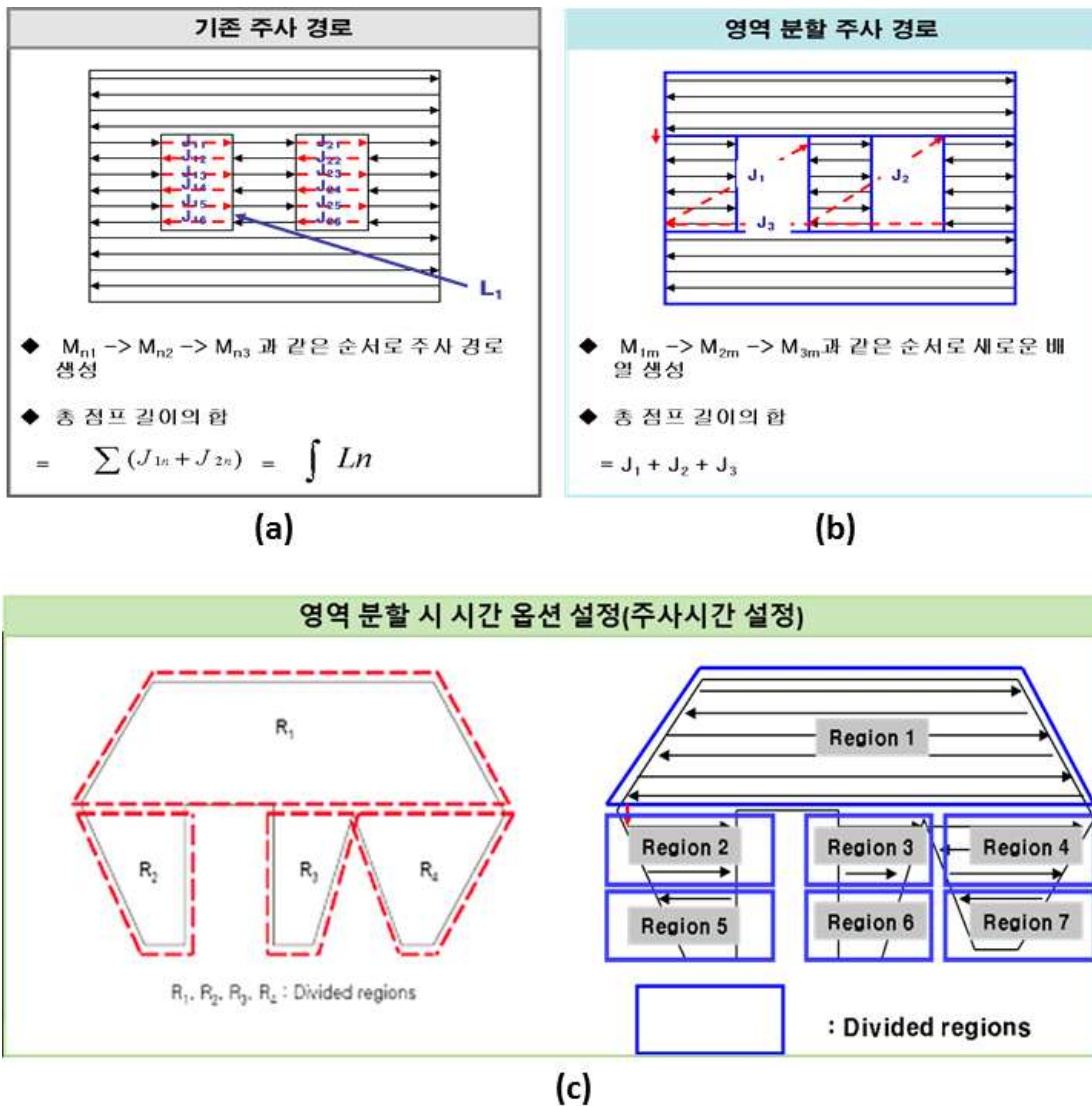 기존 주사 경로
J11
J12
J13
J14
J15
J16
J21
J22
J23
J24
J25
J26
L1
◆ Mn1 -> Mn2 -> Mn3 과 같은 순서로 주사 경로
생성
◆ 총 점프 길이의 합
= ∑ (J1n + J2n) = ∫ Ln
(a)
영역 분할 주사 경로
J1
J2
J3
◆ M1m -> M2m -> M3m과 같은 순서로 새로운 배
열 생성
◆ 총 점프 길이의 합
= J1 + J2 + J3
(b)
영역 분할 시 시간 옵션 설정(주사시간 설정)
R1
R2
R3
R4
R1, R2, R3, R4 : Divided regions
Region 1
Region 2
Region 3
Region 4
Region 5
Region 6
Region 7
: Divided regions
(c)